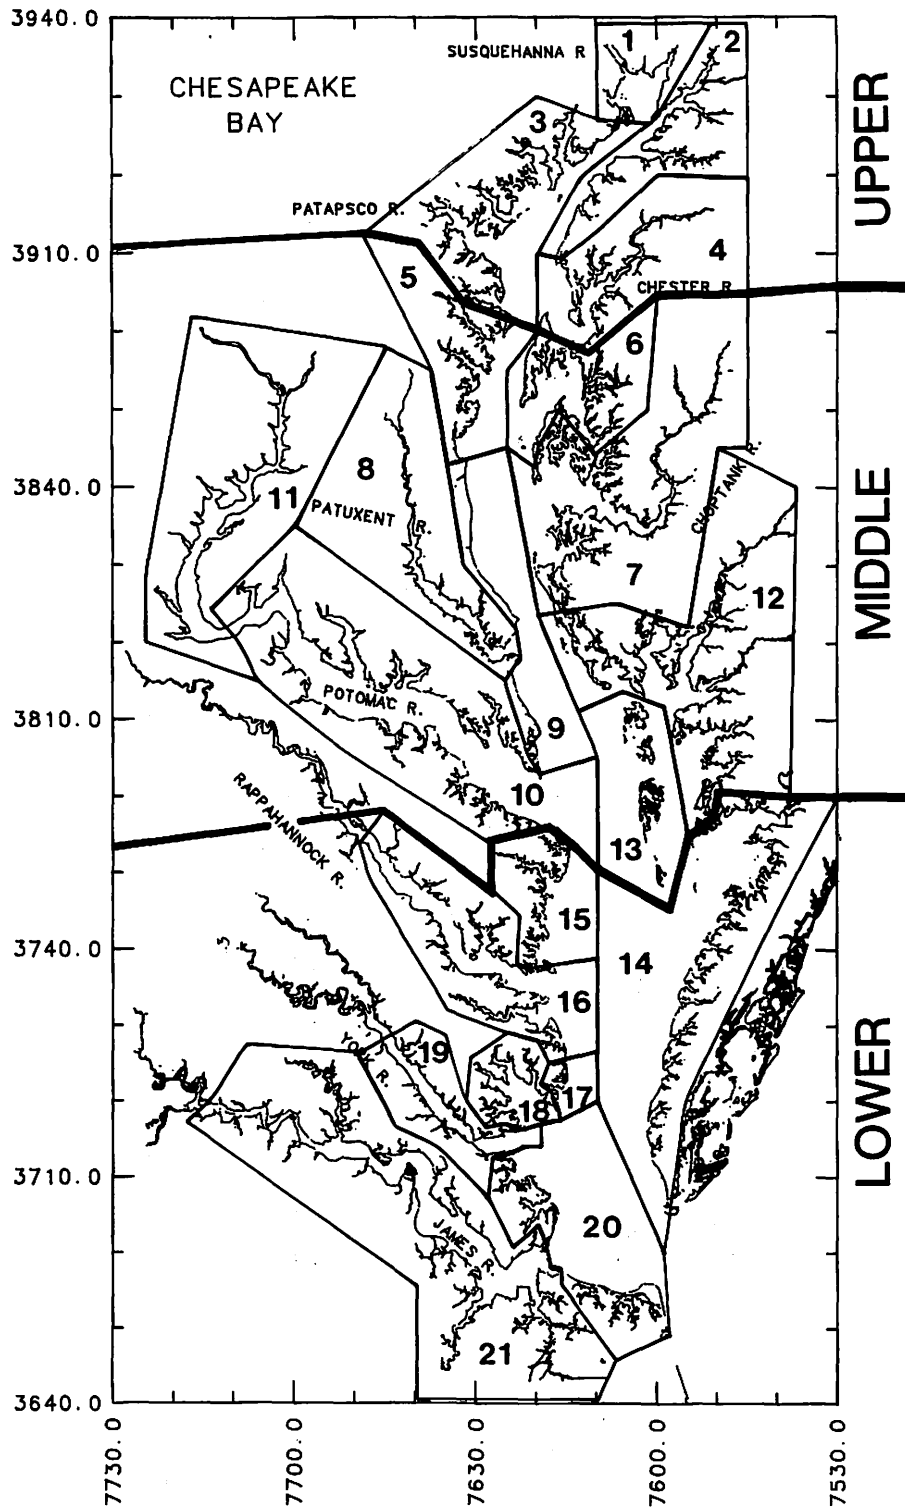 3940.0
SUSQUEHANNA R
1
2
CHESAPEAKE
BAY
3
UPPER
PATAPSCO R.
3910.0
4
5
CHESTER R
6
3840.0
8
11
PATUXENT R.
CHOPTANK R.
MIDDLE
7
12
3810.0
POTOMAC R.
9
10
RAPPAHANNOCK R.
13
15
3740.0
14
16
19
YORK R.
17
18
LOWER
3710.0
20
JAMES R.
21
3640.0
7730.0
7700.0
7630.0
7600.0
7530.0